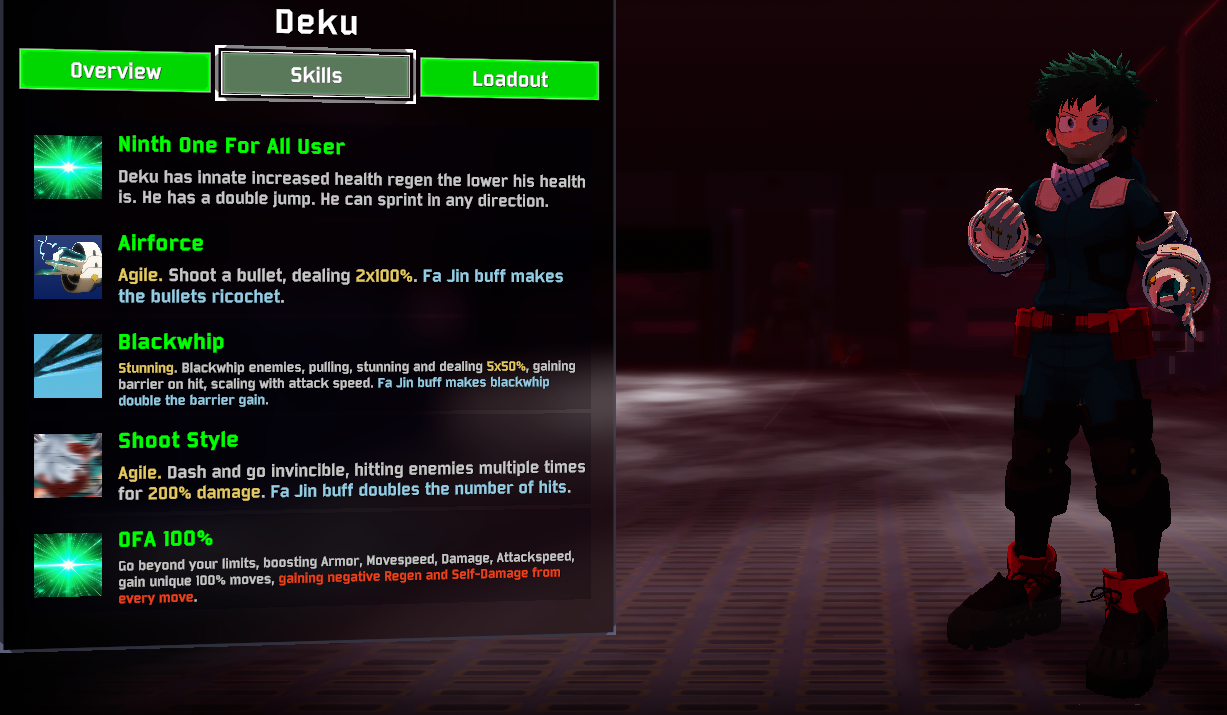 Deku
Overview
Skills
Loadout
Ninth One For All User
Deku has innate increased health regen the lower his health
is. He has a double jump. He can sprint in any direction.
Airforce
Agile. Shoot a bullet, dealing 2x100%. Fa Jin buff makes
the bullets ricochet.
Blackwhip
Stunning. Blackwhip enemies, pulling, stunning and dealing 5x50%, gaining
barrier on hit, scaling with attack speed. Fa Jin buff makes blackwhip
double the barrier gain.
Shoot Style
Agile. Dash and go invincible, hitting enemies multiple times
for 200% damage. Fa Jin buff doubles the number of hits.
OFA 100%
Go beyond your limits, boosting Armor, Movespeed, Damage, Attackspeed,
gain unique 100% moves, gaining negative Regen and Self-Damage from
every move.